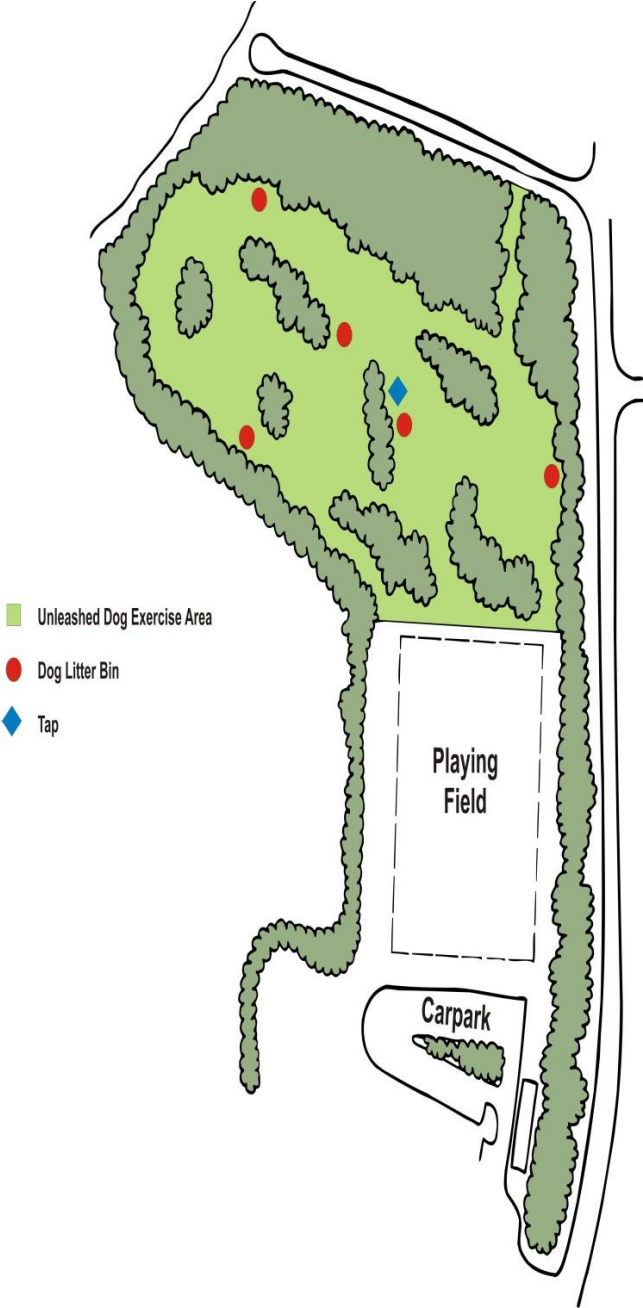 Unleashed Dog Exercise Area
Dog Litter Bin
Tap
Playing
Field
Carpark